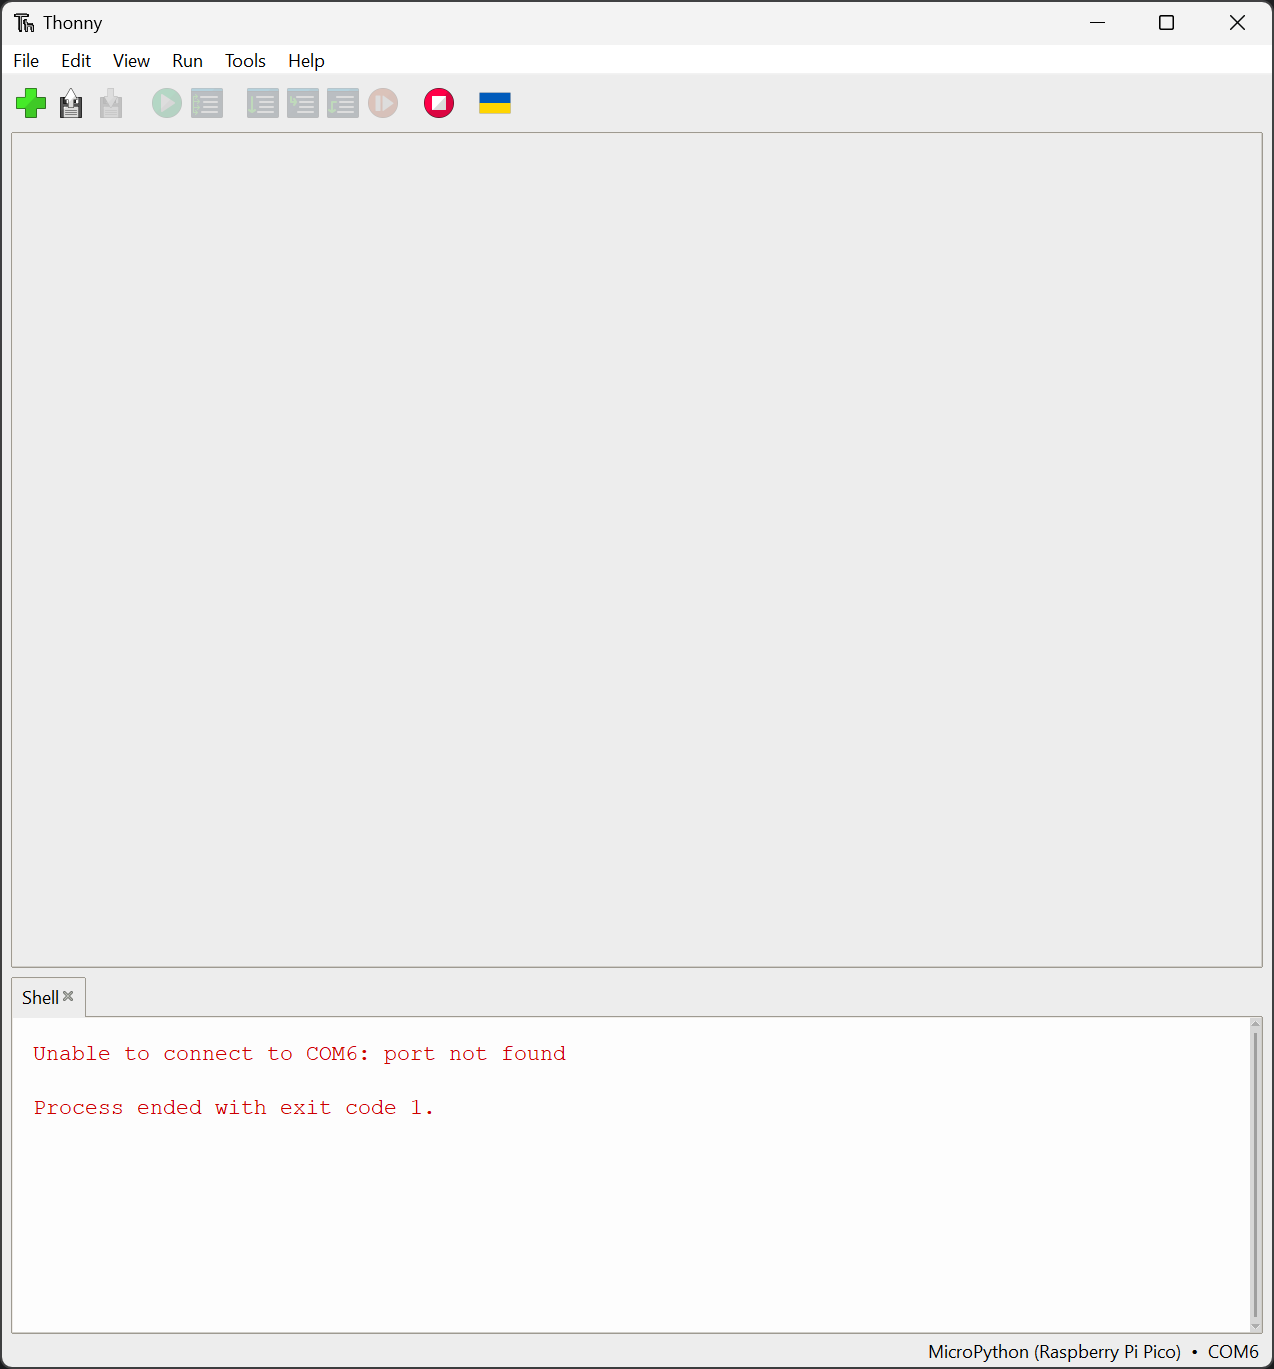 Thonny
File Edit View Run Tools Help
Shell
Unable to connect to COM6: port not found
Process ended with exit code 1.
MicroPython (Raspberry Pi Pico) • COM6